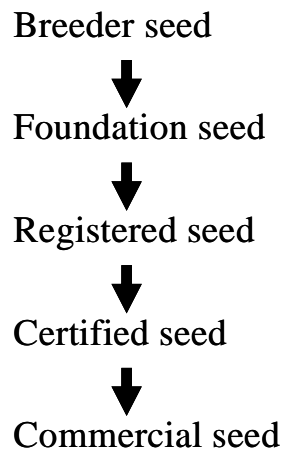 Breeder seed
Foundation seed
Registered seed
Certified seed
Commercial seed